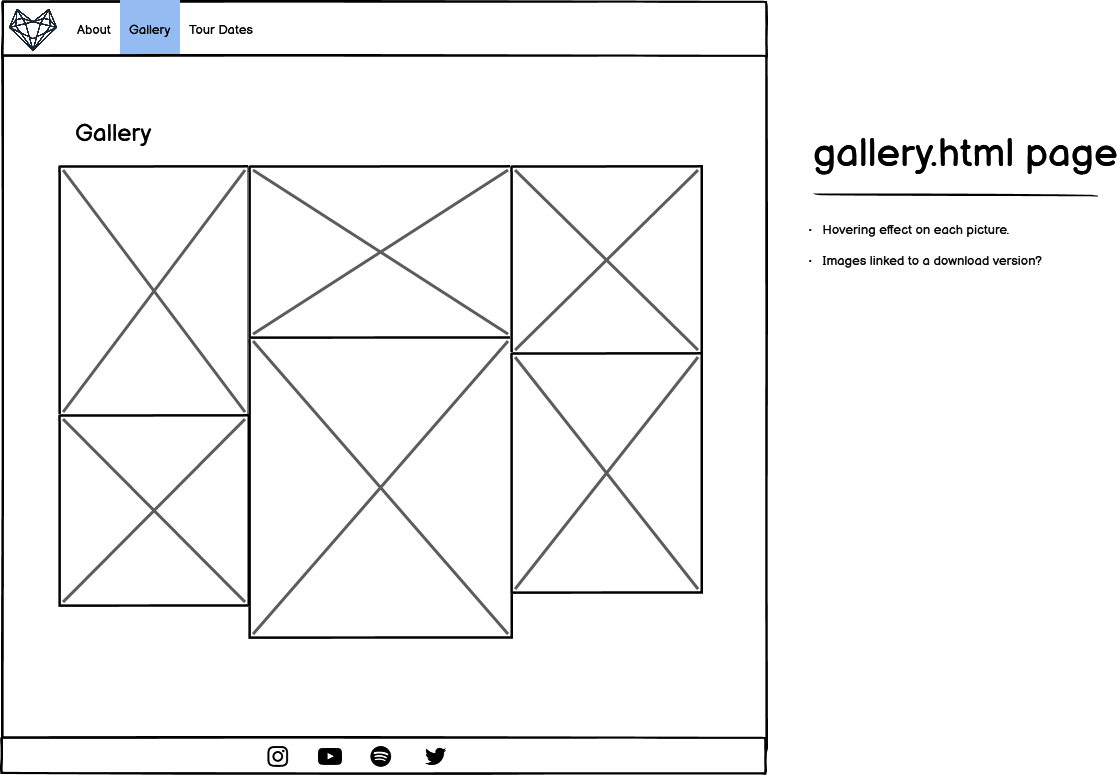 About Gallery Tour Dates
Gallery
gallery.html page
· Hovering effect on each picture.
· Images linked to a download version?